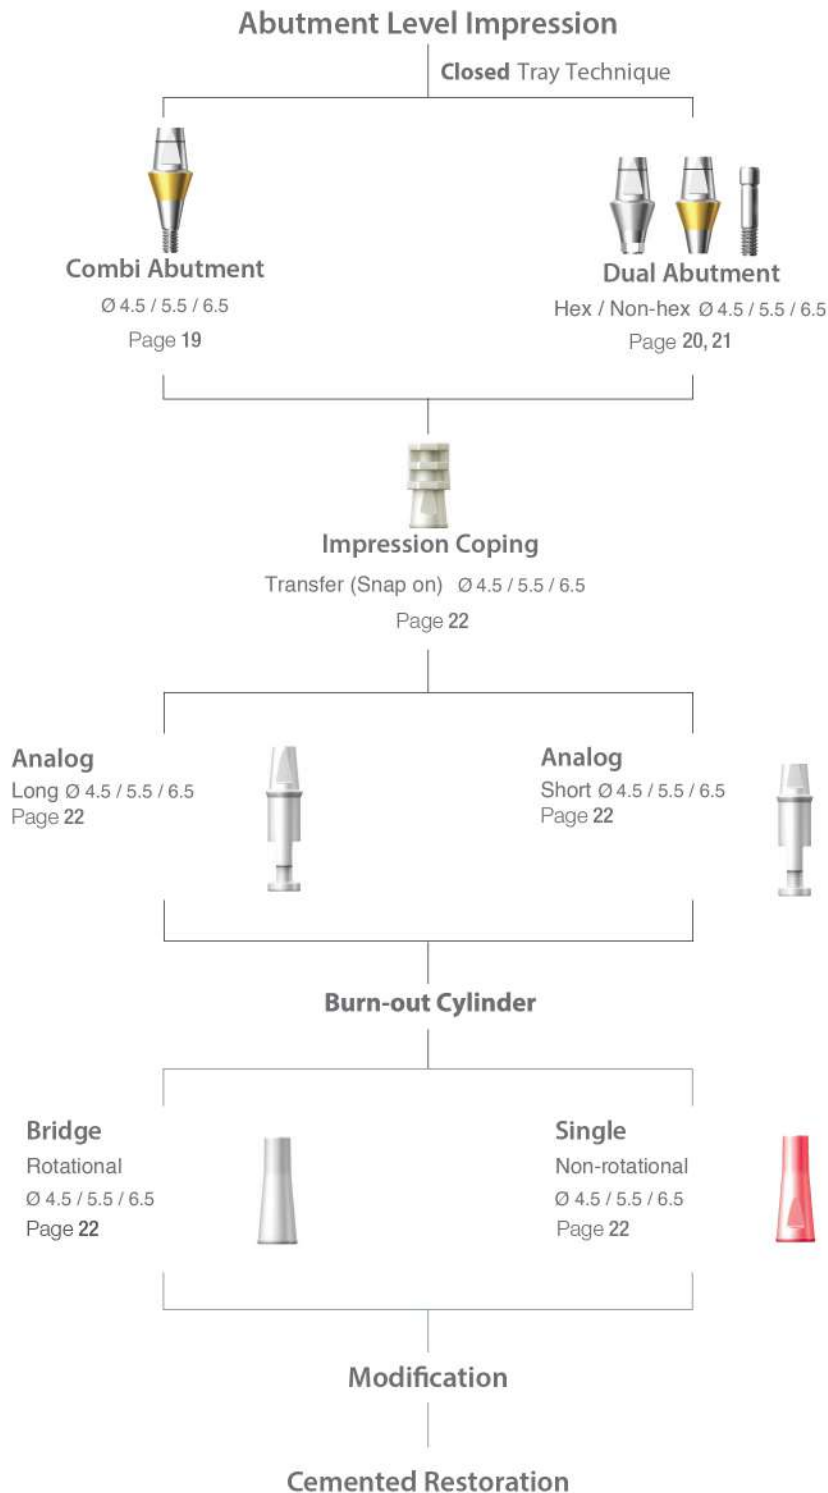 Abutment Level Impression
Closed Tray Technique
Combi Abutment
Ø 4.5 / 5.5 / 6.5
Page 19
Dual Abutment
Hex / Non-hex Ø 4.5 / 5.5 / 6.5
Page 20, 21
Impression Coping
Transfer (Snap on) Ø 4.5 / 5.5 / 6.5
Page 22
Analog
Long Ø 4.5 / 5.5 / 6.5
Page 22
Analog
Short Ø 4.5 / 5.5 / 6.5
Page 22
Burn-out Cylinder
Bridge
Rotational
Ø 4.5 / 5.5 / 6.5
Page 22
Single
Non-rotational
Ø 4.5 / 5.5 / 6.5
Page 22
Modification
Cemented Restoration